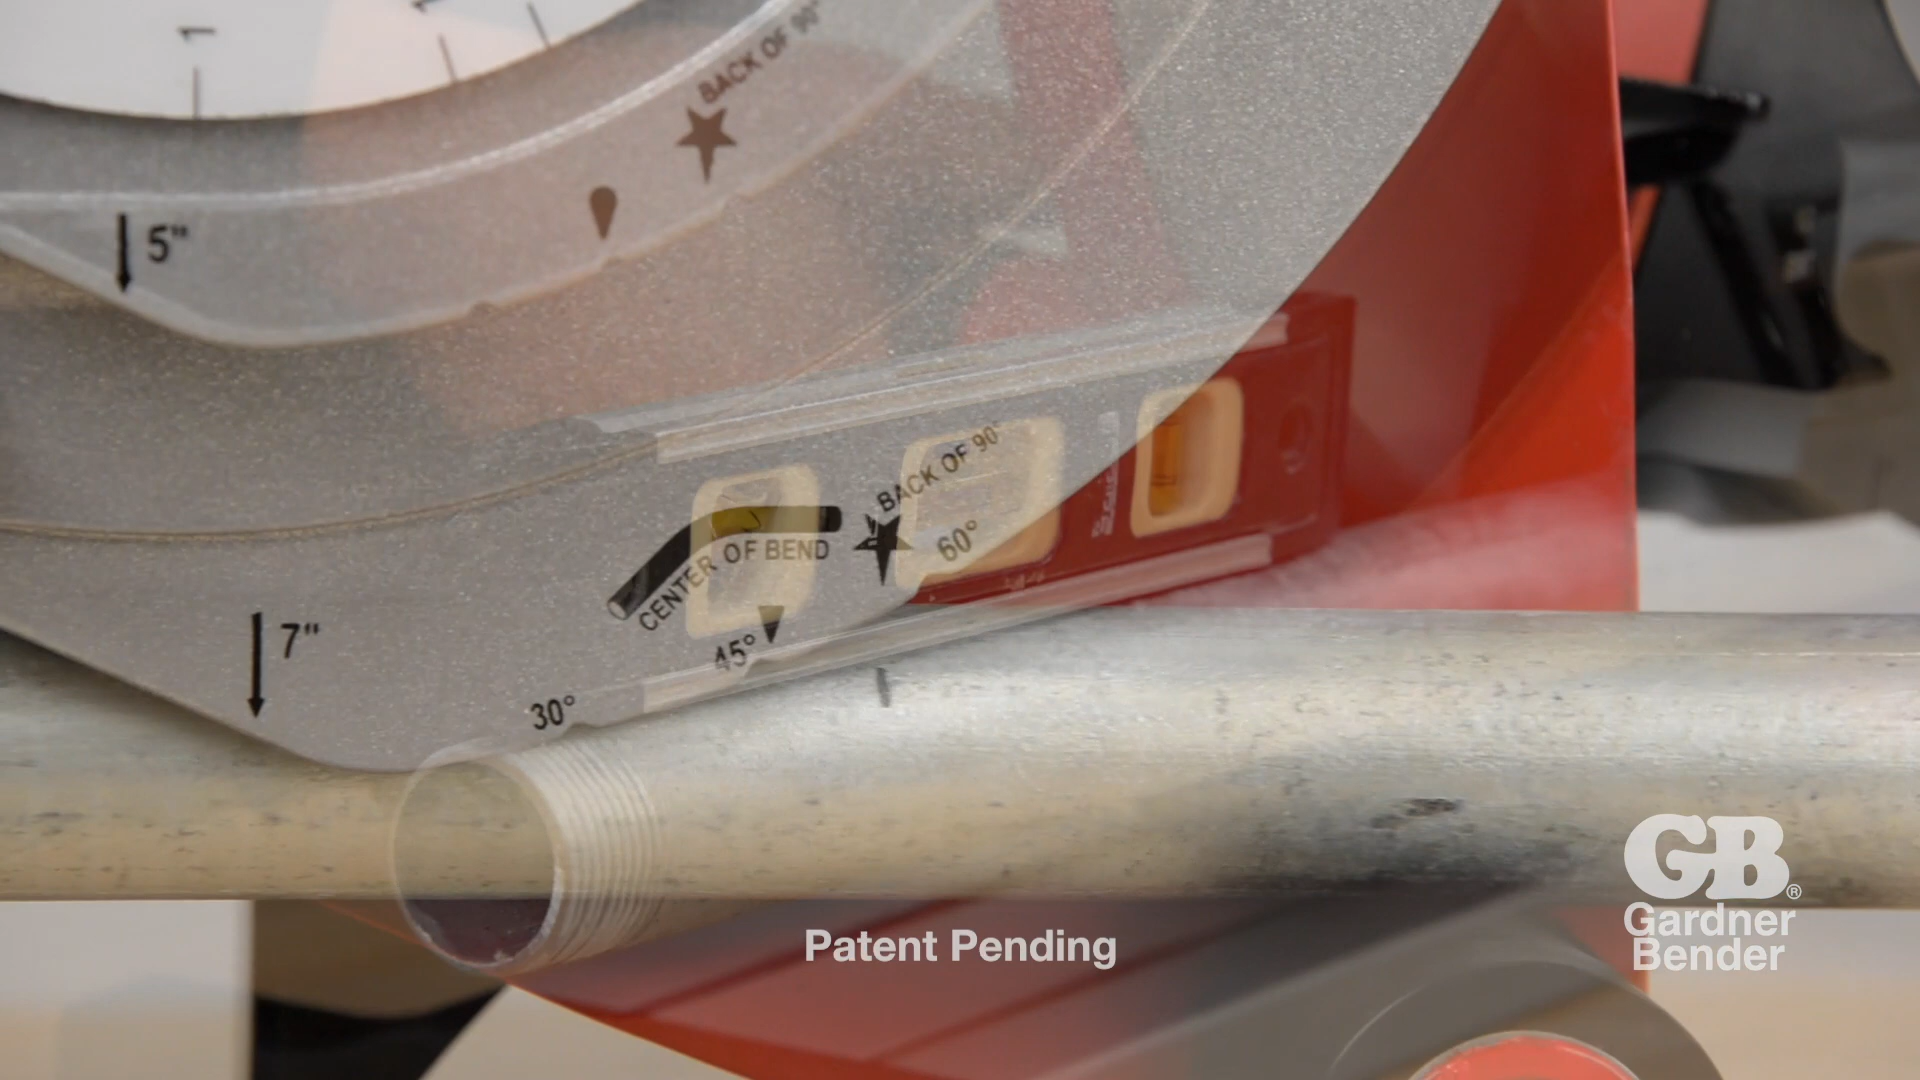 1
BACK OF 90°
5"
BACK OF 90°
CENTER OF BEND
60°
7"
45°
30°
GB®
Gardner
Bender
Patent Pending